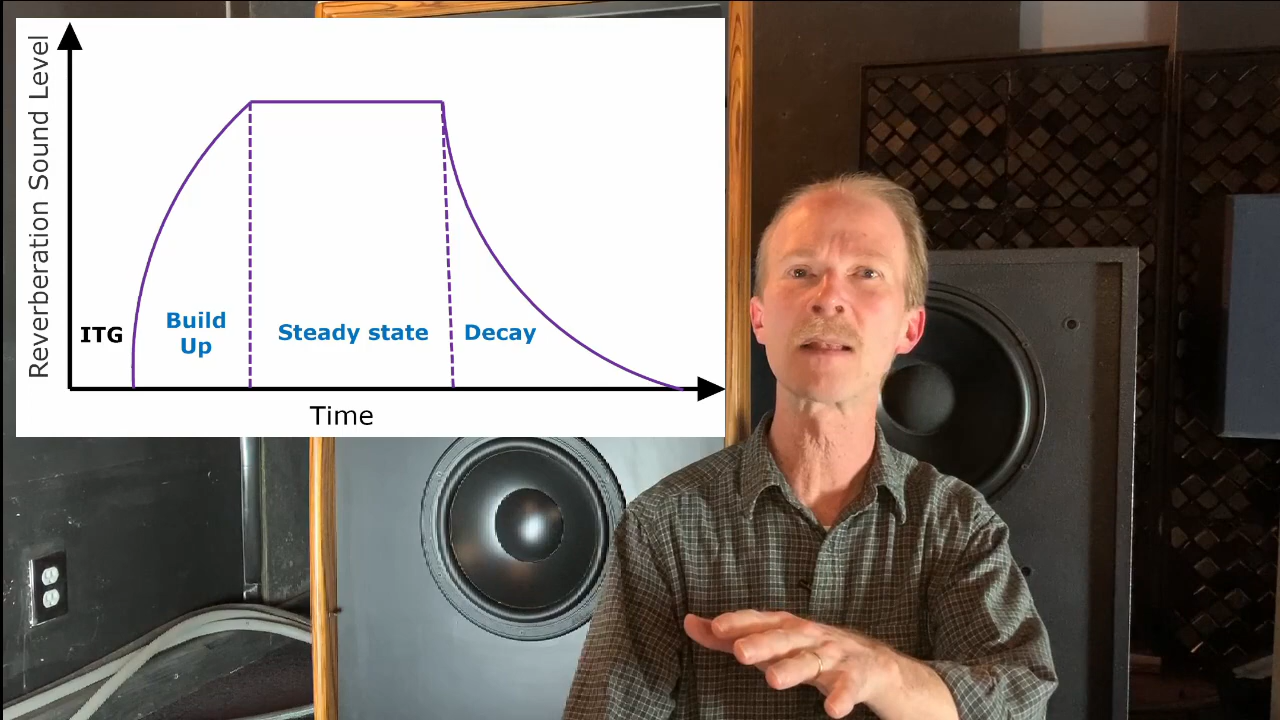 Reverberation Sound Level
ITG
Build
Up
Steady state
Decay
Time